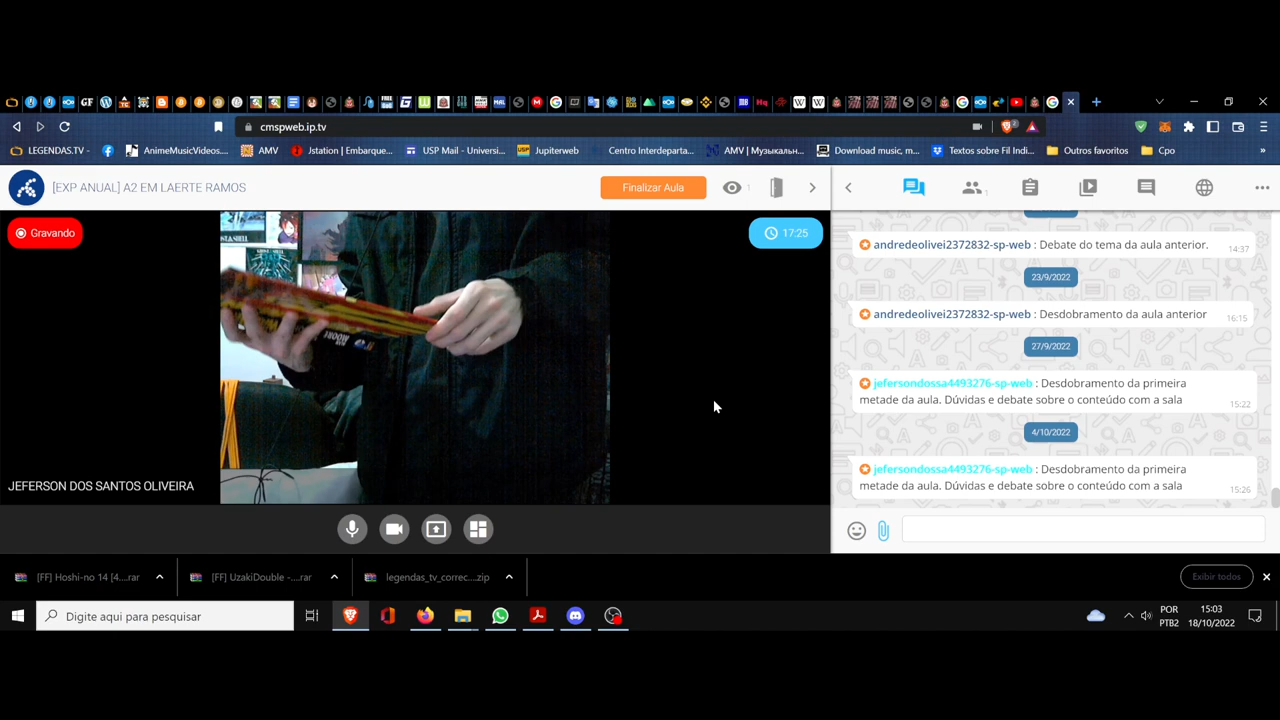 cmspweb.ip.tv
2
LEGENDAS.TV -
AnimeMusicVideos....
AMV
Jstation | Embarque...
USP Mail - Universi...
Jupiterweb
Centro Interdeparta...
AMV | Музыкальн...
Download music, m...
Textos sobre Fil Indi...
Outros favoritos
Cpo
»
[EXP ANUAL] A2 EM LAERTE RAMOS
Finalizar Aula
1
1
Gravando
17:25
MOORE
JEFERSON DOS SANTOS OLIVEIRA
andredeolivei2372832-sp-web : Debate do tema da aula anterior.
14:37
23/9/2022
andredeolivei2372832-sp-web : Desdobramento da aula anterior
16:15
27/9/2022
jefersondossa4493276-sp-web : Desdobramento da primeira
metade da aula. Dúvidas e debate sobre o conteúdo com a sala
15:22
4/10/2022
jefersondossa4493276-sp-web : Desdobramento da primeira
metade da aula. Dúvidas e debate sobre o conteúdo com a sala
15:26
[FF] Hoshi-no 14 [4....rar
[FF] UzakiDouble -....rar
legendas_tv_correc....zip
Exibir todos
Digite aqui para pesquisar
POR
PTB2
15:03
18/10/2022